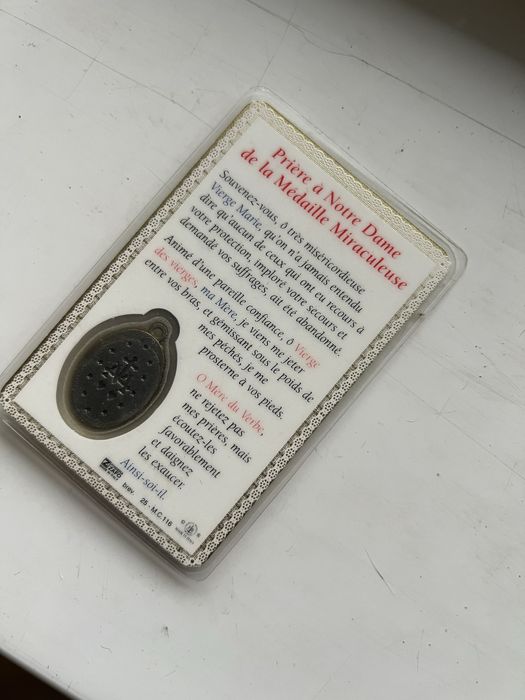 Prière à Notre Dame
de la Médaille Miraculeuse
Souvenez-vous, ô très miséricordieuse
Vierge Marie, qu'on n'a jamais entendu
dire qu'aucun de ceux qui ont eu recours à
votre protection, imploré votre secours et
demandé vos suffrages, ait été abandonné.
Animé d'une pareille confiance, ô Vierge
des vierges, ma Mère, je viens me jeter
entre vos bras, et gémissant sous le poids de
mes péchés, je me
prosterne à vos pieds.
O Mère du Verbe,
ne rejetez pas
mes prières, mais
écoutez-les
favorablement
et daignez
les exaucer.
Ainsi-soit-il.
brev. 25 - M.C. 116